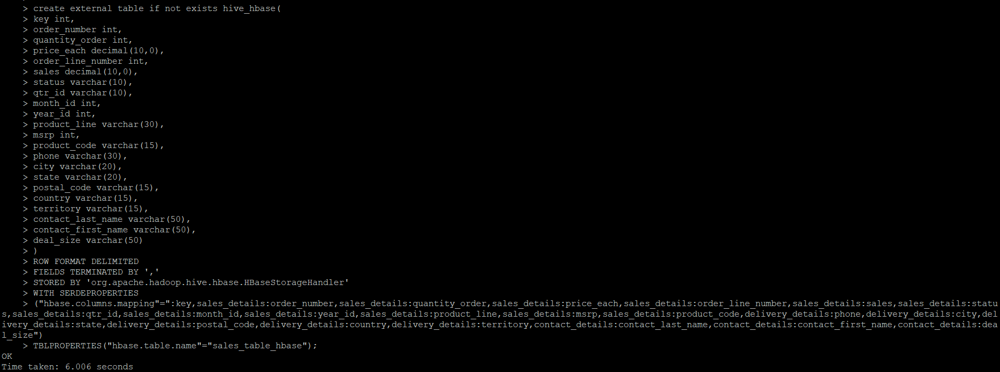 > create external table if not exists hive_hbase(
> key int,
> order_number int,
> quantity_order int,
> price_each decimal(10,0),
> order_line_number int,
> sales decimal(10,0),
> status varchar(10),
> qtr_id varchar(10),
> month_id int,
> year_id int,
> product_line varchar(30),
> msrp int,
> product_code varchar(15),
> phone varchar(30),
> city varchar(20),
> state varchar(20),
> postal_code varchar(15),
> country varchar(15),
> territory varchar(15),
> contact_last_name varchar(50),
> contact_first_name varchar(50),
> deal_size varchar(50)
> )
> ROW FORMAT DELIMITED
> FIELDS TERMINATED BY ','
> STORED BY 'org.apache.hadoop.hive.hbase.HBaseStorageHandler'
> WITH SERDEPROPERTIES
> ("hbase.columns.mapping"=":key,sales_details:order_number,sales_details:quantity_order,sales_details:price_each,sales_details:order_line_number,sales_details:sales,sales_details:statu
s,sales_details:qtr_id,sales_details:month_id,sales_details:year_id,sales_details:product_line,sales_details:msrp,sales_details:product_code,delivery_details:phone,delivery_details:city,del
ivery_details:state,delivery_details:postal_code,delivery_details:country,delivery_details:territory,contact_details:contact_last_name,contact_details:contact_first_name,contact_details:dea
l_size")
> TBLPROPERTIES("hbase.table.name"="sales_table_hbase");
OK
Time taken: 6.006 seconds